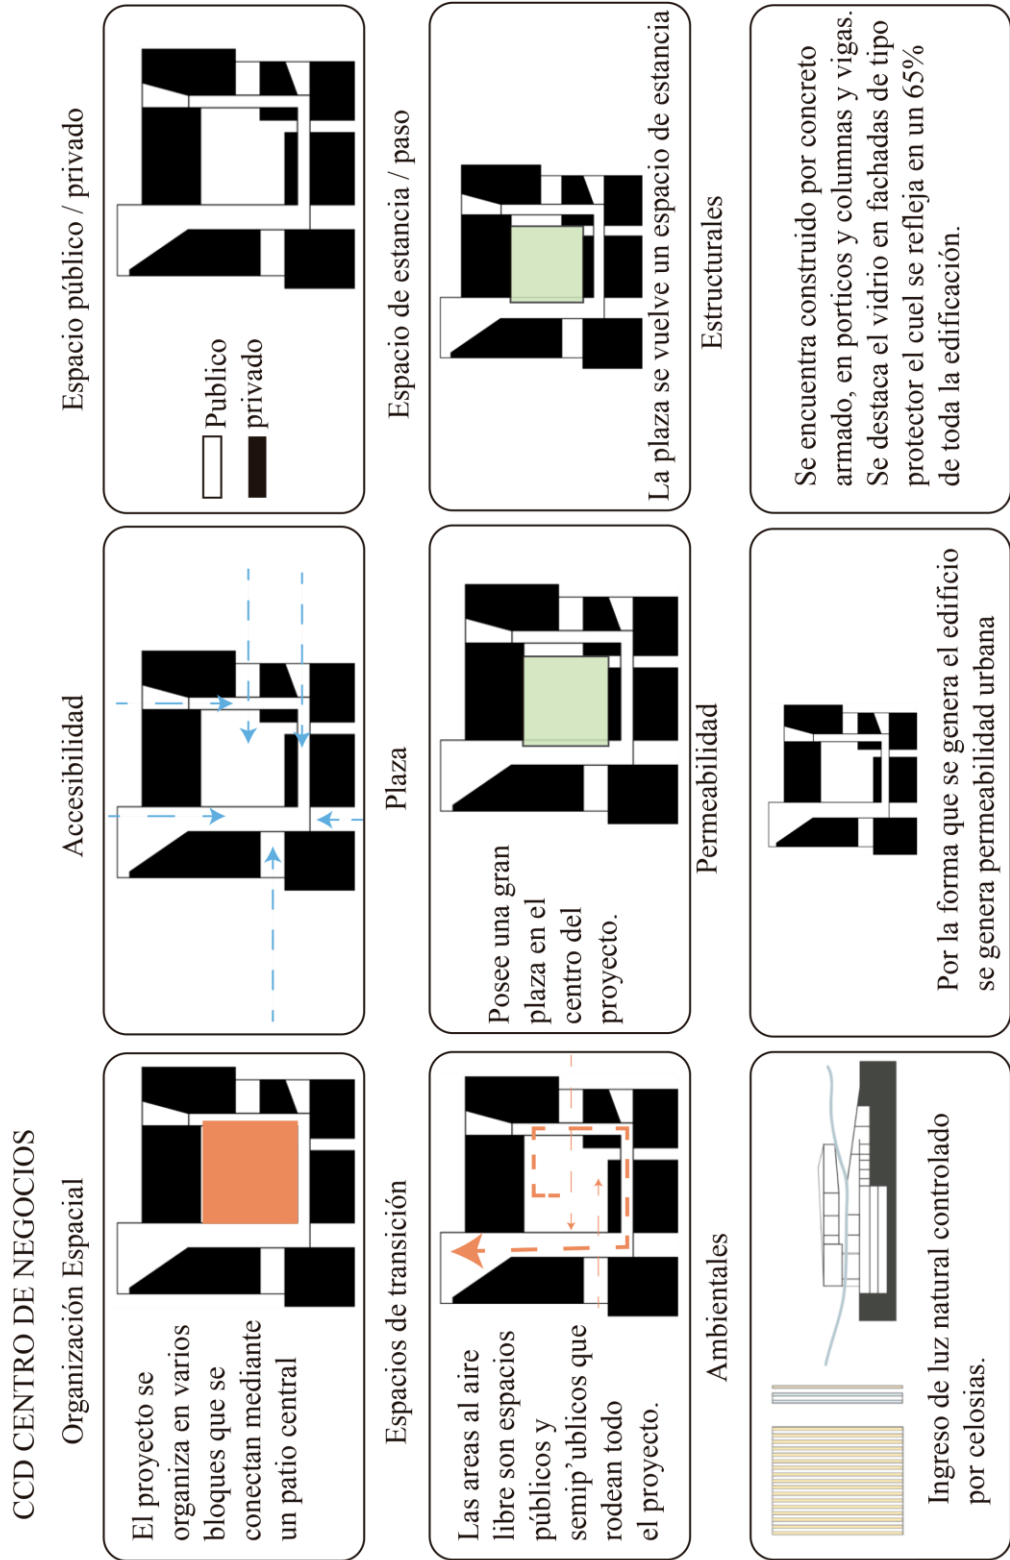 CCD CENTRO DE NEGOCIOS
Organización Espacial
El proyecto se
organiza en varios
bloques que se
conectan mediante
un patio central
Accesibilidad
Espacio público / privado
Publico
privado
Espacios de transición
Las areas al aire
libre son espacios
públicos y
semip'ublicos que
rodean todo
el proyecto.
Plaza
Posee una gran
plaza en el
centro del
proyecto.
Espacio de estancia / paso
La plaza se vuelve un espacio de estancia
Ambientales
Ingreso de luz natural controlado
por celosias.
Permeabilidad
Por la forma que se genera el edificio
se genera permeabilidad urbana
Estructurales
Se encuentra construido por concreto
armado, en porticos y columnas y vigas.
Se destaca el vidrio en fachadas de tipo
protector el cuel se refleja en un 65%
de toda la edificación.